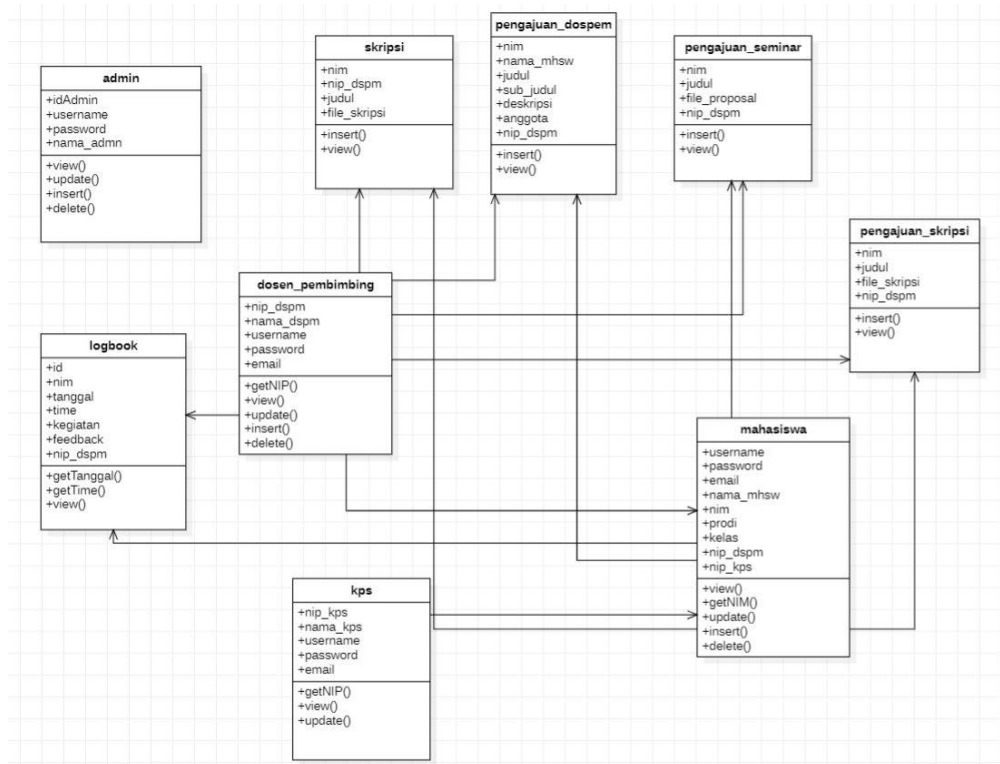 admin
+idAdmin
+username
+password
+nama_admn
+view()
+update()
+insert()
+delete()
skripsi
+nim
+nip_dspm
+judul
+file_skripsi
+insert()
+view()
pengajuan_dospem
+nim
+nama_mhsw
+judul
+sub_judul
+deskripsi
+anggota
+nip_dspm
+insert()
+view()
pengajuan_seminar
+nim
+judul
+file_proposal
+nip_dspm
+insert()
+view()
pengajuan_skripsi
+nim
+judul
+file_skripsi
+nip_dspm
+insert()
+view()
dosen_pembimbing
+nip_dspm
+nama_dspm
+username
+password
+email
+getNIP()
+view()
+update()
+insert()
+delete()
logbook
+id
+nim
+tanggal
+time
+kegiatan
+feedback
+nip_dspm
+getTanggal()
+getTime()
+view()
mahasiswa
+username
+password
+email
+nama_mhsw
+nim
+prodi
+kelas
+nip_dspm
+nip_kps
+view()
+getNIM()
+update()
+insert()
+delete()
kps
+nip_kps
+nama_kps
+username
+password
+email
+getNIP()
+view()
+update()